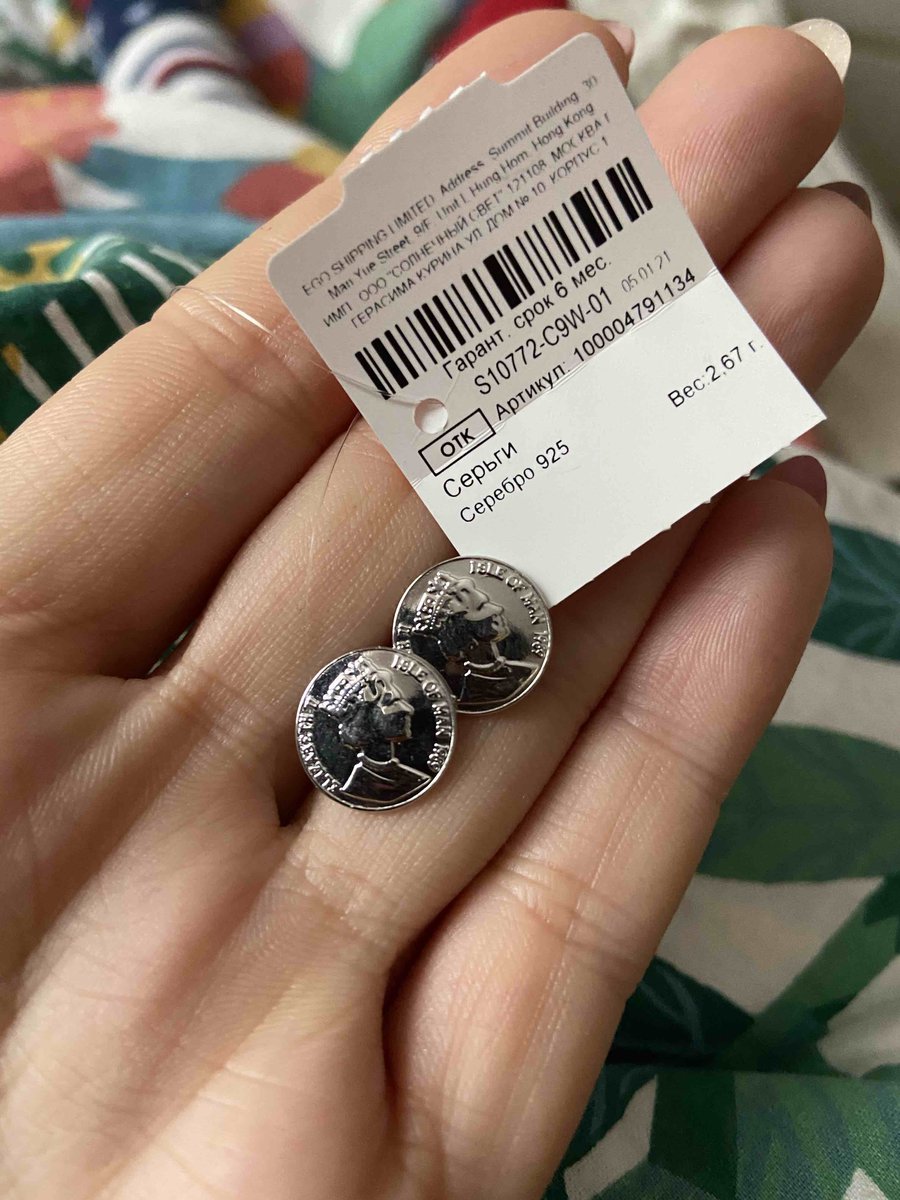 EGO SHIPPING LIMITED Address Summit Building, 30
Man Yue Street, 9/F, Unit I, Hung Hom, Hong Kong
ИМП. ООО "СОЛНЕЧНЫЙ СВЕТ" 121108, МОСКВА Г
ГЕРАСИМА КУРИНА УЛ, ДОМ № 10, КОРПУС 1
Гарант. срок 6 мес.
S10772-C9W-01 05.01.21
Артикул: 100004791134
ОТК
Серьги
Серебро 925
Вес:2,67 г.
ISLE OF MAN
ELIZABETH II ISLE OF MAN